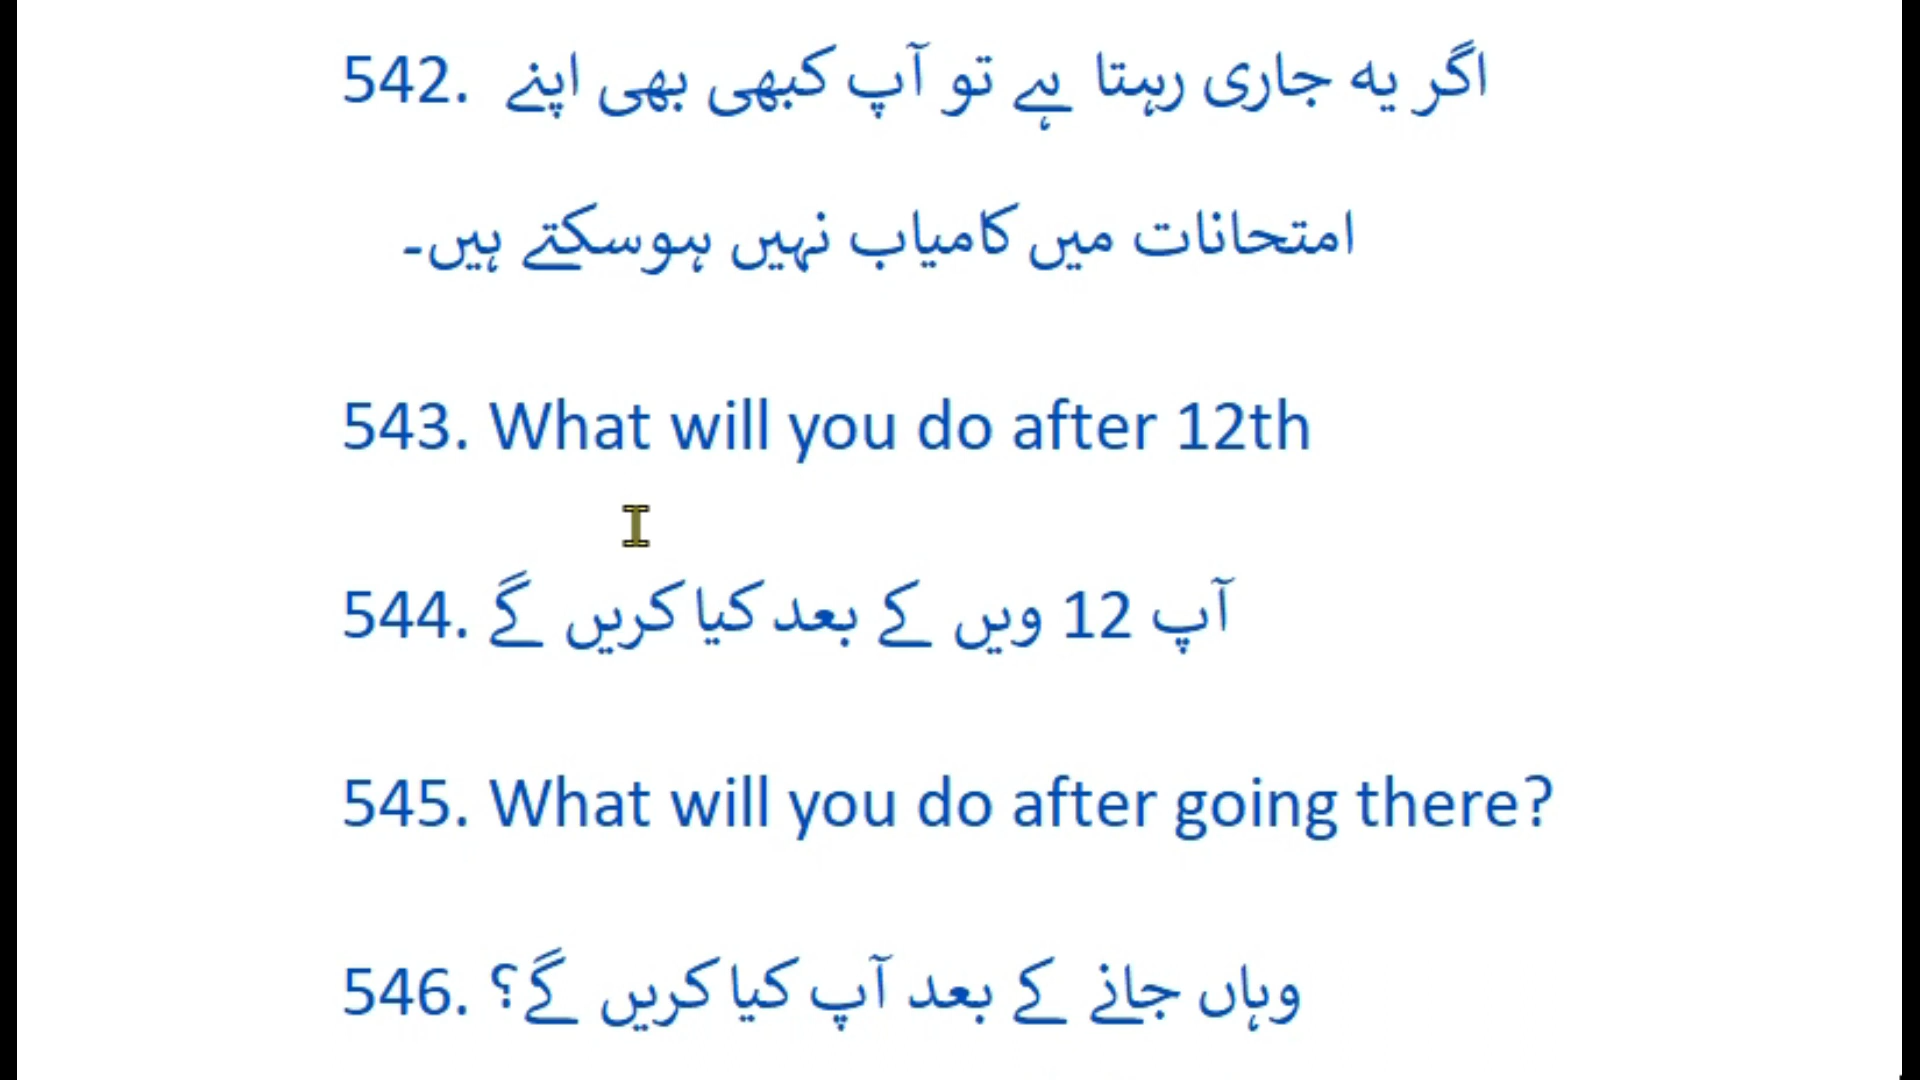 542. اگر یہ جاری رہتا ہے تو آپ کبھی بھی اپنے
امتحانات میں کامیاب نہیں ہوسکتے ہیں۔
543. What will you do after 12th
544. آپ 12 ویں کے بعد کیا کریں گے
545. What will you do after going there?
546. وہاں جانے کے بعد آپ کیا کریں گے؟